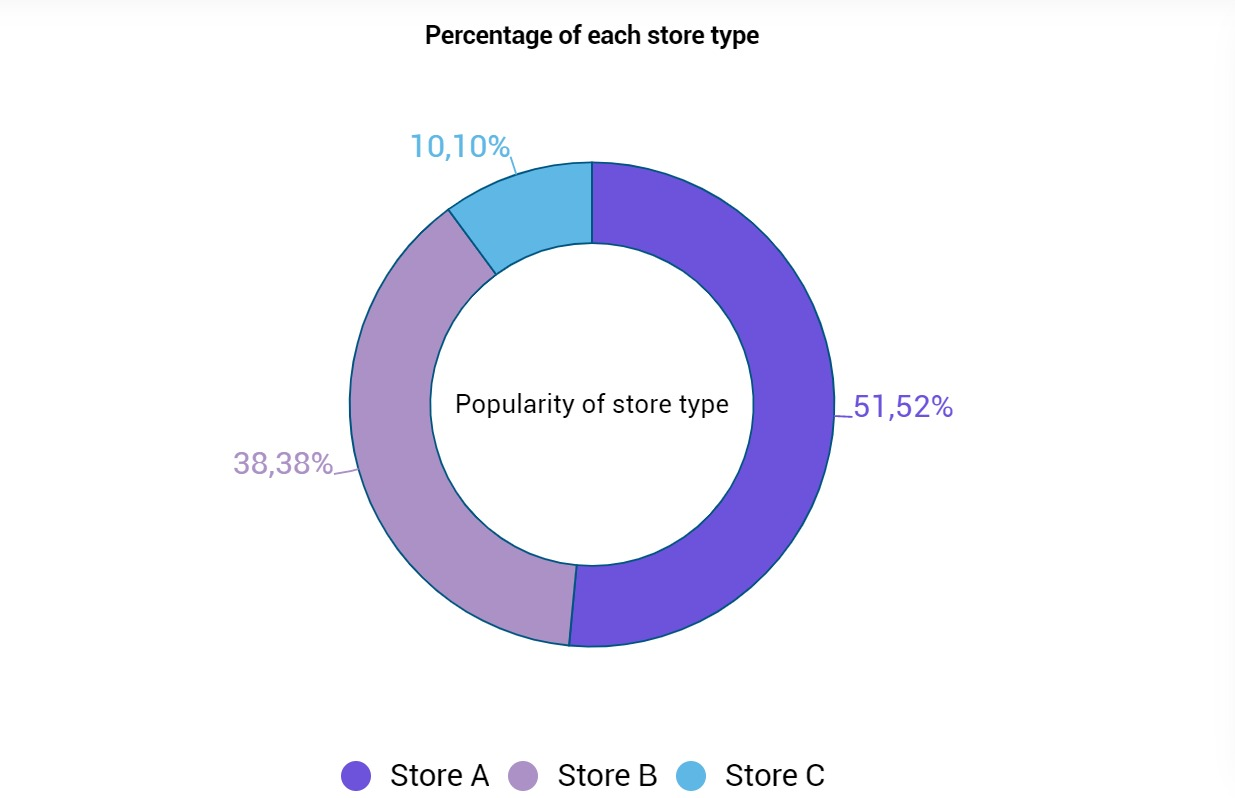 Percentage of each store type
10,10%
Popularity of store type
51,52%
38,38%
Store A Store B Store C